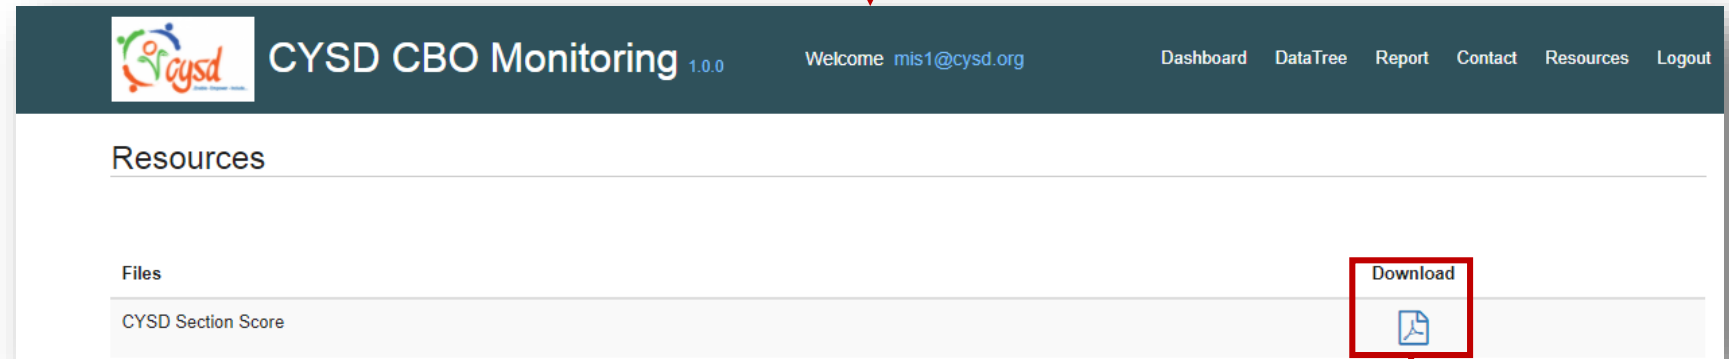 cysd
CYSD CBO Monitoring 1.0.0
Welcome mis1@cysd.org
Dashboard DataTree Report Contact Resources Logout
Resources
Files Download
CYSD Section Score